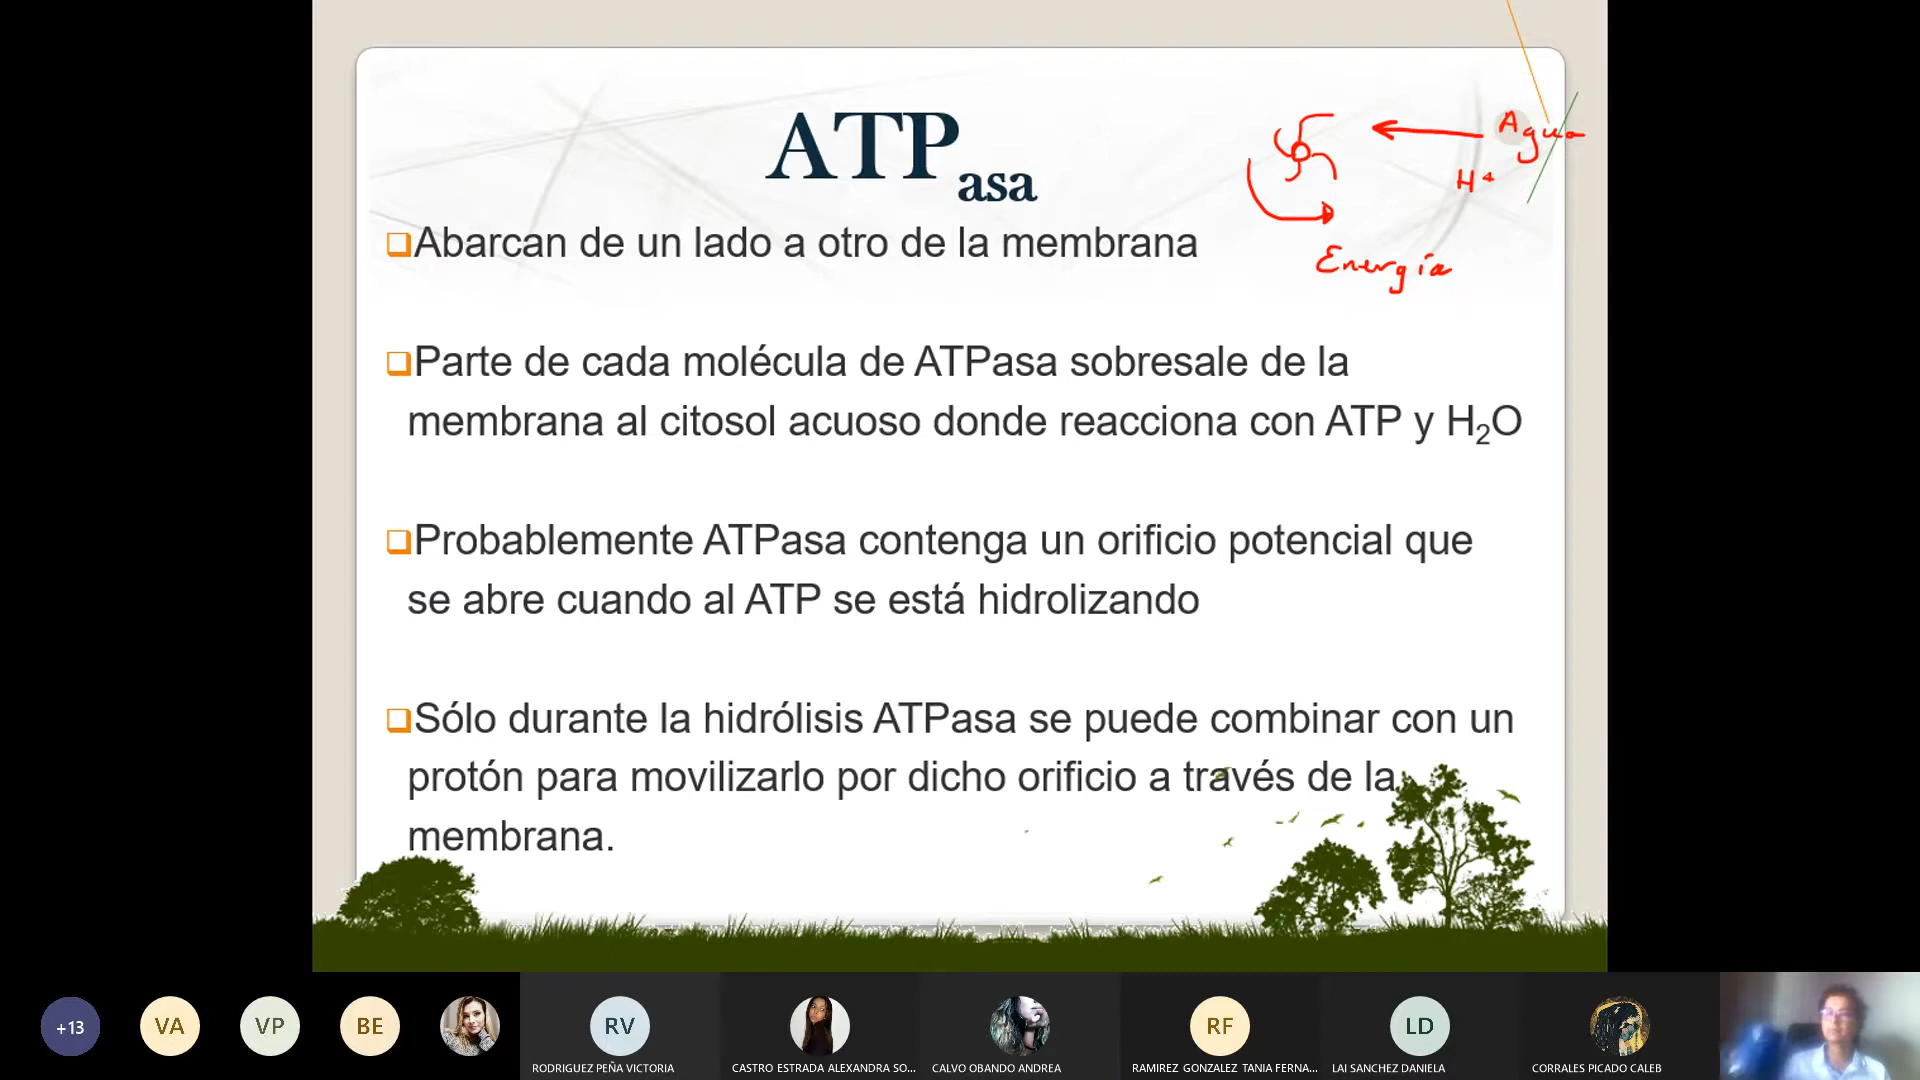 ATPasa
Agua
H+
Energía
Abarcan de un lado a otro de la membrana
Parte de cada molécula de ATPasa sobresale de la
membrana al citosol acuoso donde reacciona con ATP y H₂O
Probablemente ATPasa contenga un orificio potencial que
se abre cuando al ATP se está hidrolizando
Sólo durante la hidrólisis ATPasa se puede combinar con un
protón para movilizarlo por dicho orificio a través de la
membrana.
+13
VA
VP
BE
RV
RF
LD
RODRIGUEZ PEÑA VICTORIA
CASTRO ESTRADA ALEXANDRA SO...
CALVO OBANDO ANDREA
RAMIREZ GONZALEZ TANIA FERNA...
LAI SANCHEZ DANIELA
CORRALES PICADO CALEB